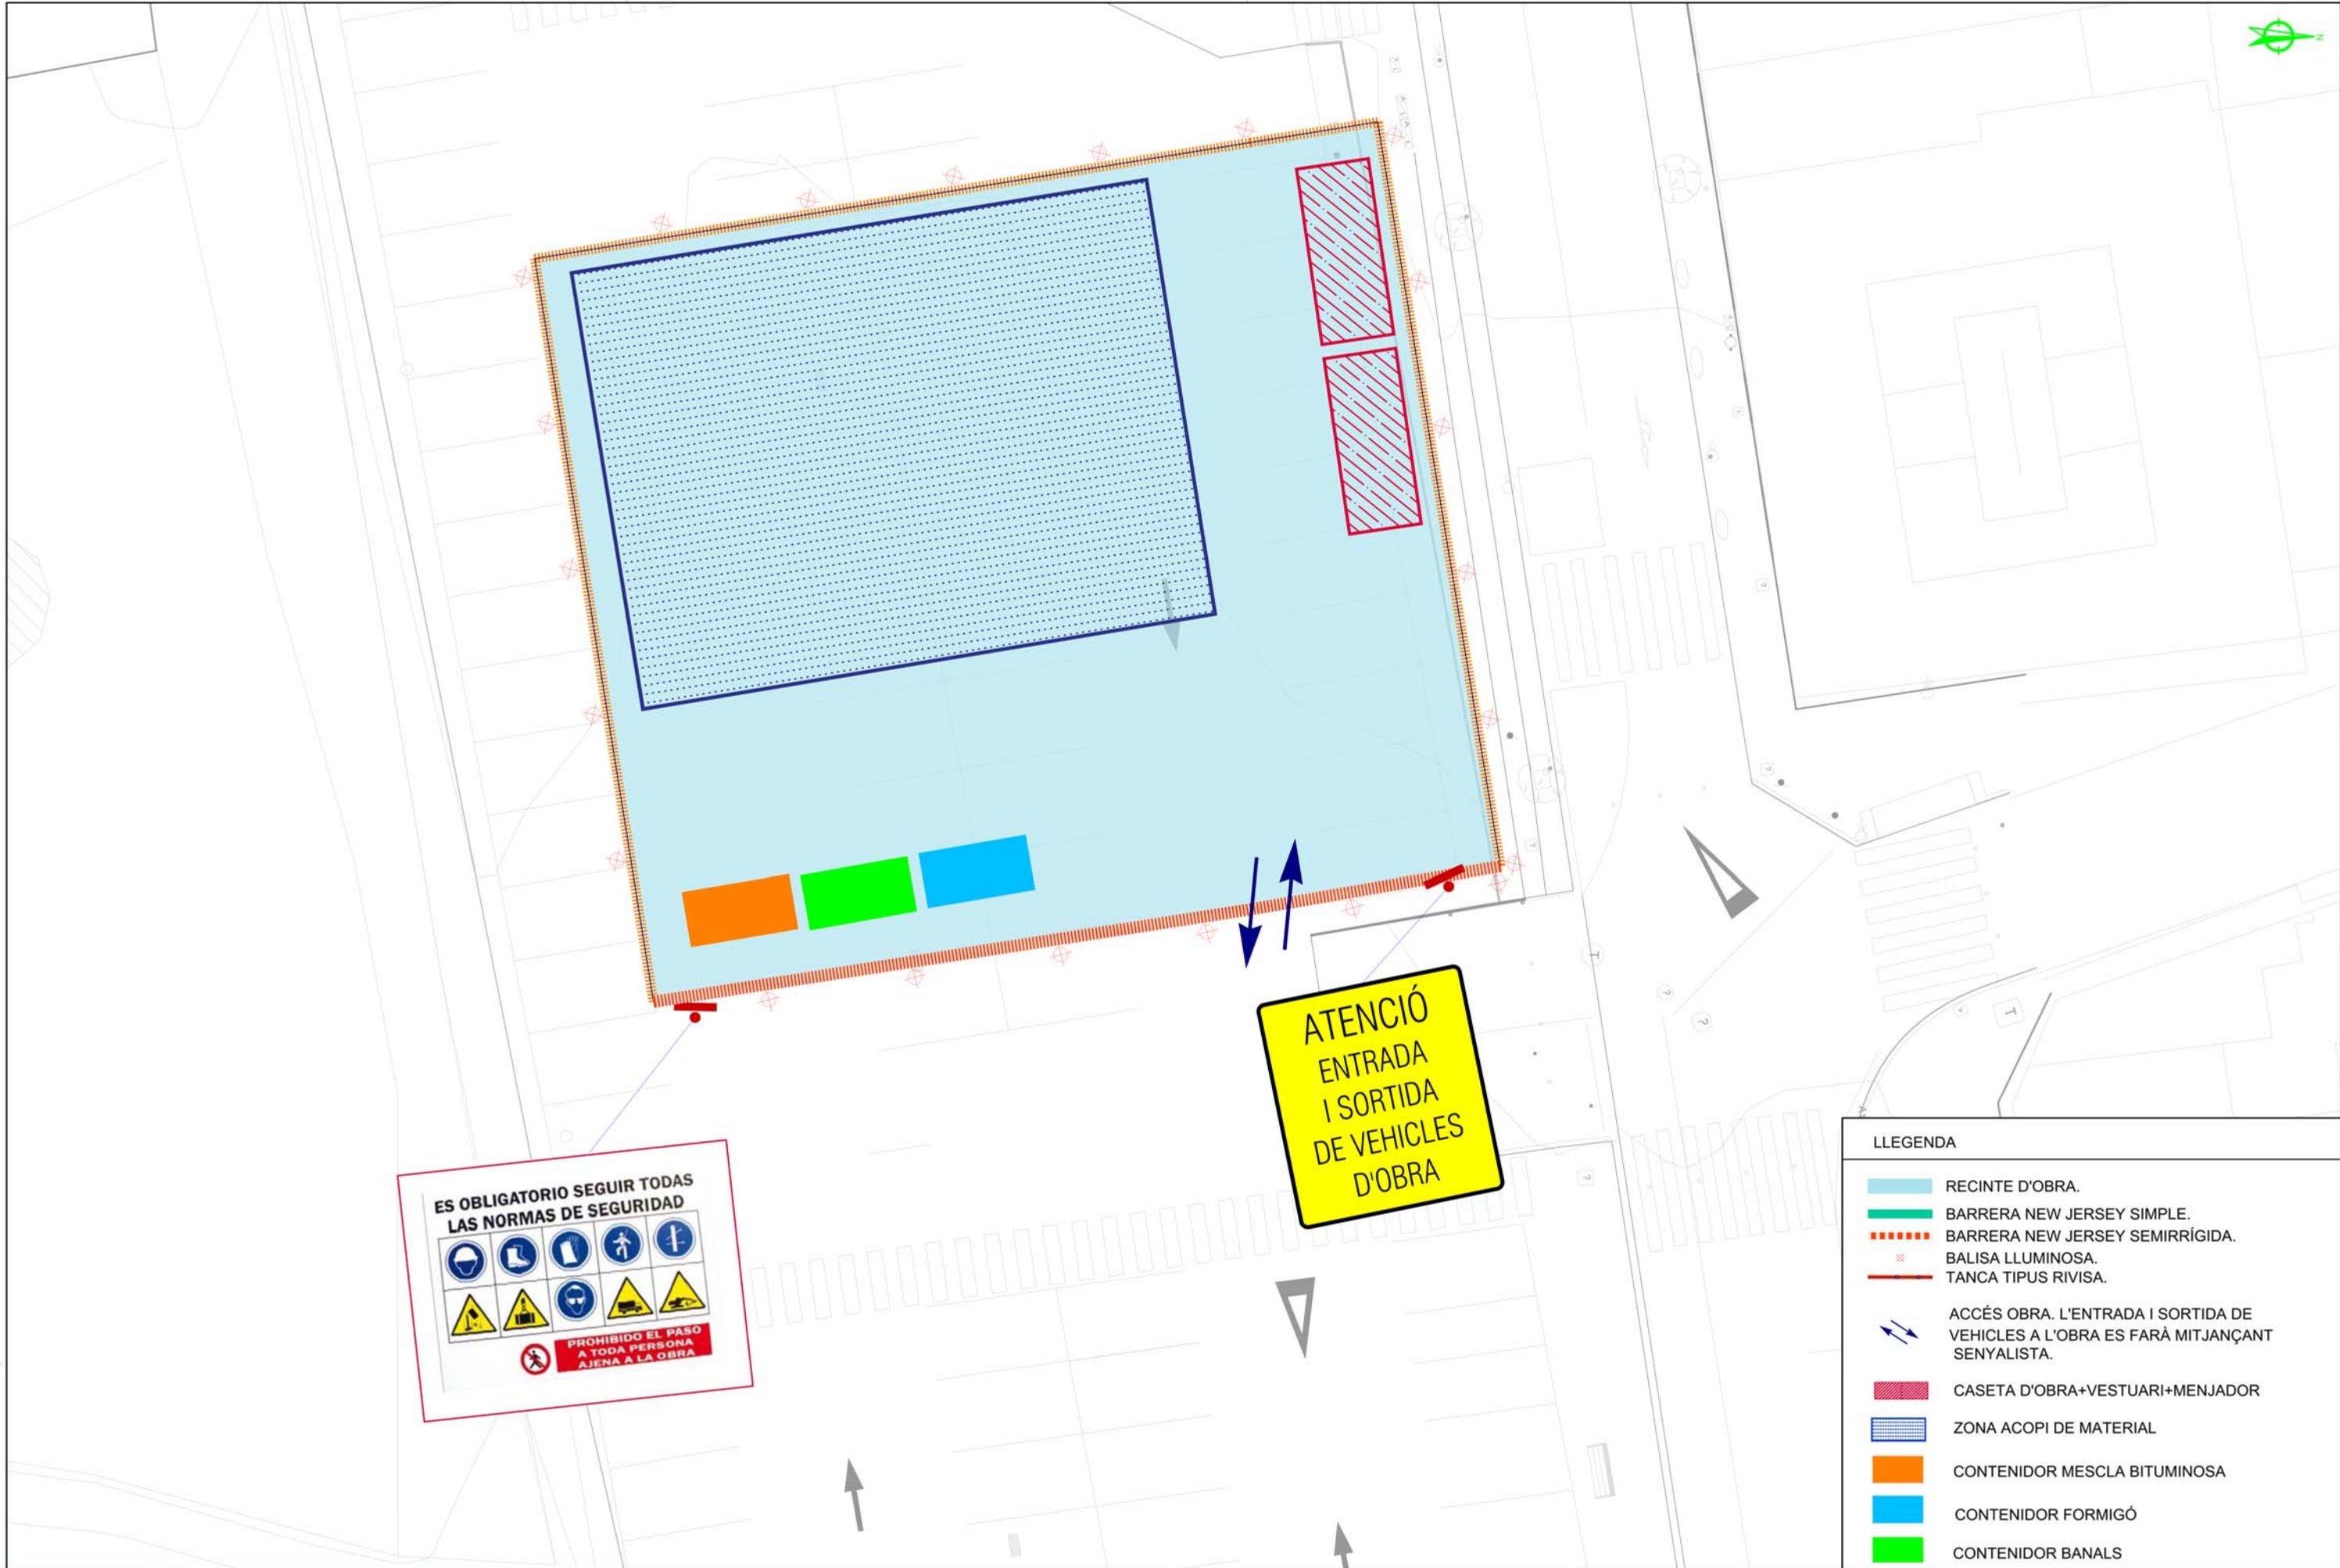 N
ATENCIÓ
ENTRADA
I SORTIDA
DE VEHICLES
D'OBRA
ES OBLIGATORIO SEGUIR TODAS
LAS NORMAS DE SEGURIDAD
PROHIBIDO EL PASO
A TODA PERSONA
AJENA A LA OBRA
LLEGENDA
RECINTE D'OBRA.
BARRERA NEW JERSEY SIMPLE.
BARRERA NEW JERSEY SEMIRRÍGIDA.
BALISA LLUMINOSA.
TANCA TIPUS RIVISA.
ACCÉS OBRA. L'ENTRADA I SORTIDA DE
VEHICLES A L'OBRA ES FARÀ MITJANÇANT
SENYALISTA.
CASETA D'OBRA+VESTUARI+MENJADOR
ZONA ACOPI DE MATERIAL
CONTENIDOR MESCLA BITUMINOSA
CONTENIDOR FORMIGÓ
CONTENIDOR BANALS